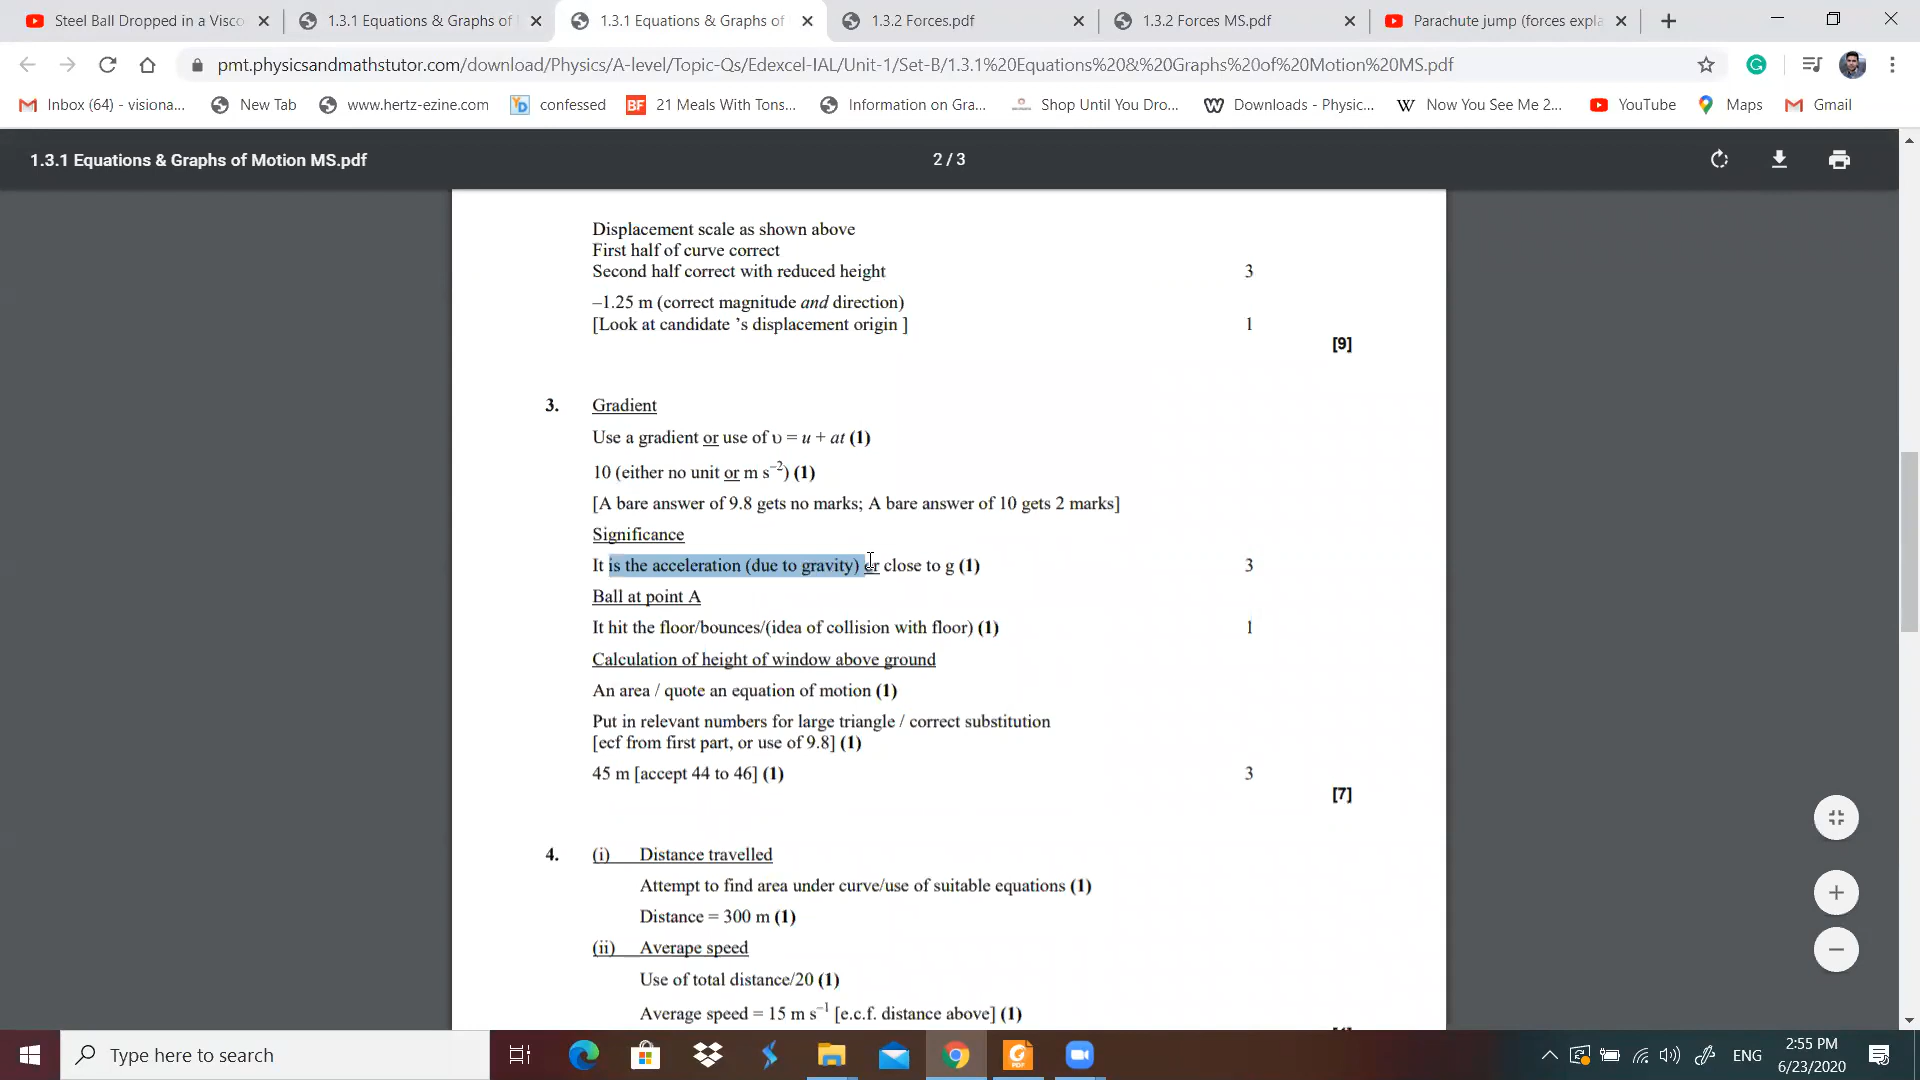 Steel Ball Dropped in a Visco
1.3.1 Equations & Graphs of
1.3.1 Equations & Graphs of
1.3.2 Forces.pdf
1.3.2 Forces MS.pdf
Parachute jump (forces expla
pmt.physicsandmathstutor.com/download/Physics/A-level/Topic-Qs/Edexcel-IAL/Unit-1/Set-B/1.3.1%20Equations%20&%20Graphs%20of%20Motion%20MS.pdf
Inbox (64) - visiona...
New Tab
www.hertz-ezine.com
YD confessed
BF 21 Meals With Tons...
Information on Gra...
Shop Until You Dro...
Downloads - Physic...
W Now You See Me 2...
YouTube
Maps
Gmail
1.3.1 Equations & Graphs of Motion MS.pdf
2 / 3
Displacement scale as shown above
First half of curve correct
Second half correct with reduced height 3
–1.25 m (correct magnitude and direction)
[Look at candidate ’s displacement origin ] 1
[9]
3. Gradient
Use a gradient or use of υ = u + at (1)
10 (either no unit or m s⁻²) (1)
[A bare answer of 9.8 gets no marks; A bare answer of 10 gets 2 marks]
Significance
It is the acceleration (due to gravity) or close to g (1) 3
Ball at point A
It hit the floor/bounces/(idea of collision with floor) (1) 1
Calculation of height of window above ground
An area / quote an equation of motion (1)
Put in relevant numbers for large triangle / correct substitution
[ecf from first part, or use of 9.8] (1)
45 m [accept 44 to 46] (1) 3
[7]
4. (i) Distance travelled
Attempt to find area under curve/use of suitable equations (1)
Distance = 300 m (1)
(ii) Averape speed
Use of total distance/20 (1)
Average speed = 15 m s⁻¹ [e.c.f. distance above] (1)
Type here to search
ENG
2:55 PM
6/23/2020